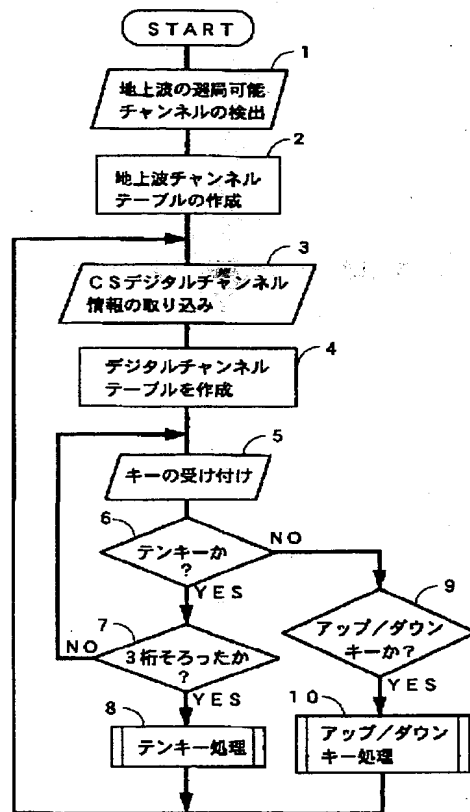 START
1
地上波の選局可能
チャンネルの検出
2
地上波チャンネル
テーブルの作成
3
CSデジタルチャンネル
情報の取り込み
4
デジタルチャンネル
テーブルを作成
5
キーの受け付け
6
テンキーか
?
NO
YES
7
3桁そろったか
?
NO
YES
8
テンキー処理
9
アップ/ダウン
キーか?
YES
10
アップ/ダウン
キー処理